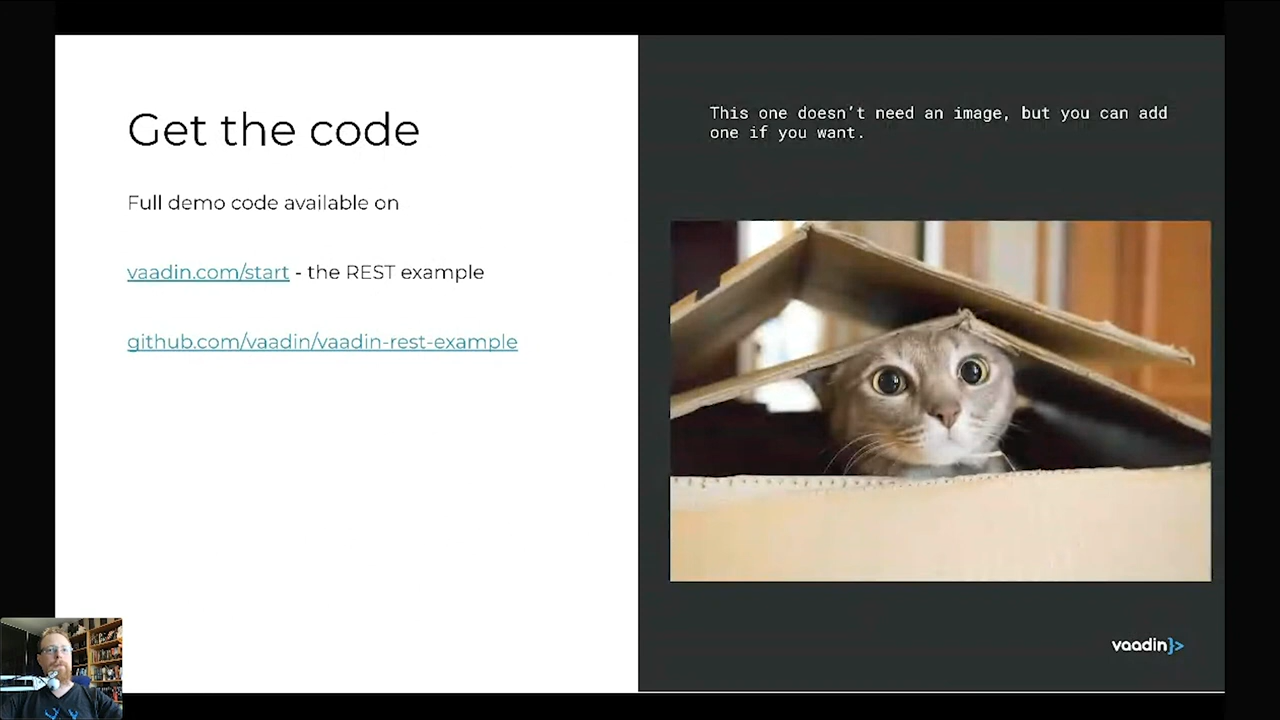 Get the code
Full demo code available on
vaadin.com/start - the REST example
github.com/vaadin/vaadin-rest-example
This one doesn’t need an image, but you can add
one if you want.
vaadin}>